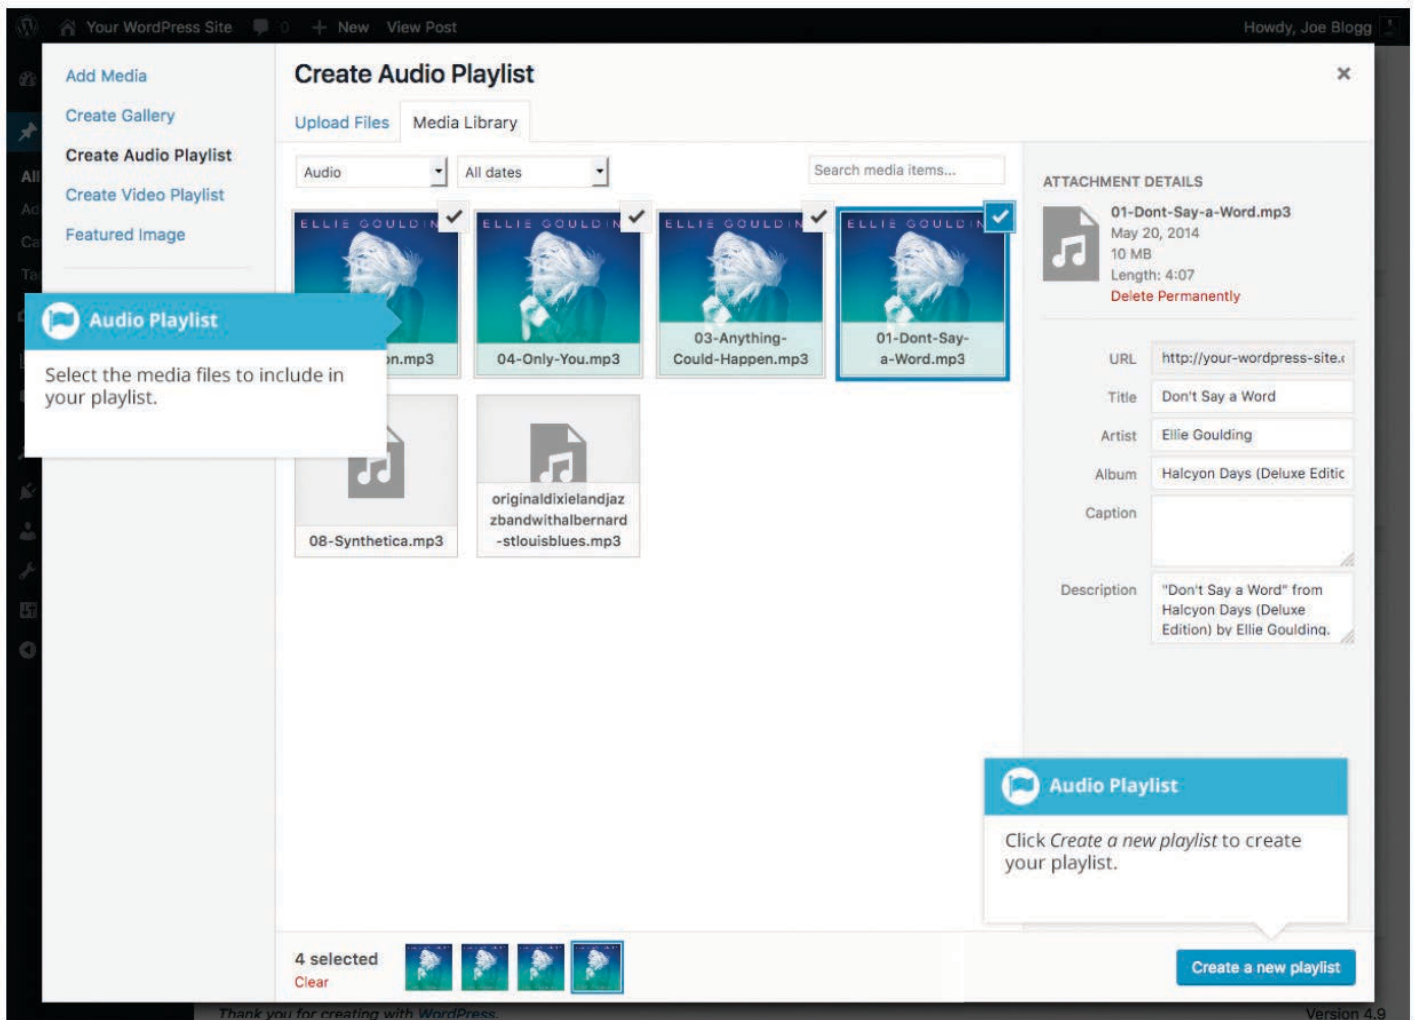 Your WordPress Site 0 + New View Post Howdy, Joe Blogg
Add Media
Create Gallery
Create Audio Playlist
Create Video Playlist
Featured Image
Create Audio Playlist
Upload Files Media Library
Audio All dates Search media items...
ELLIE GOULDIN
ELLIE GOULDIN
ELLIE GOULDIN
ELLIE GOULDIN
on.mp3
04-Only-You.mp3
03-Anything-
Could-Happen.mp3
01-Dont-Say-
a-Word.mp3
08-Synthetica.mp3
originaldixielandjaz
zbandwithalbernard
-stlouisblues.mp3
Audio Playlist
Select the media files to include in
your playlist.
ATTACHMENT DETAILS
01-Dont-Say-a-Word.mp3
May 20, 2014
10 MB
Length: 4:07
Delete Permanently
URL http://your-wordpress-site.c
Title Don't Say a Word
Artist Ellie Goulding
Album Halcyon Days (Deluxe Editic
Caption
Description "Don't Say a Word" from
Halcyon Days (Deluxe
Edition) by Ellie Goulding.
Audio Playlist
Click Create a new playlist to create
your playlist.
4 selected
Clear
Create a new playlist
Thank you for creating with WordPress. Version 4.9